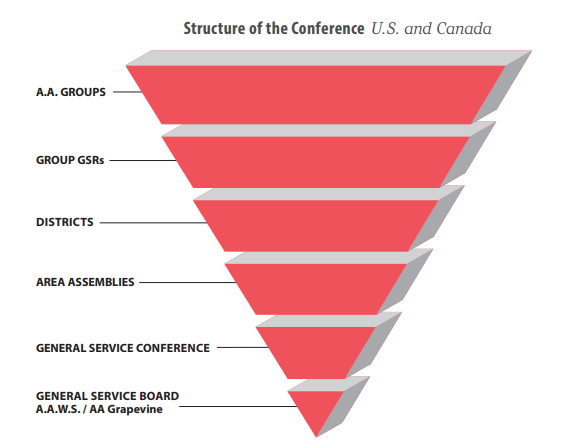 Structure of the Conference U.S. and Canada
A.A. GROUPS
GROUP GSRs
DISTRICTS
AREA ASSEMBLIES
GENERAL SERVICE CONFERENCE
GENERAL SERVICE BOARD
A.A.W.S. / AA Grapevine